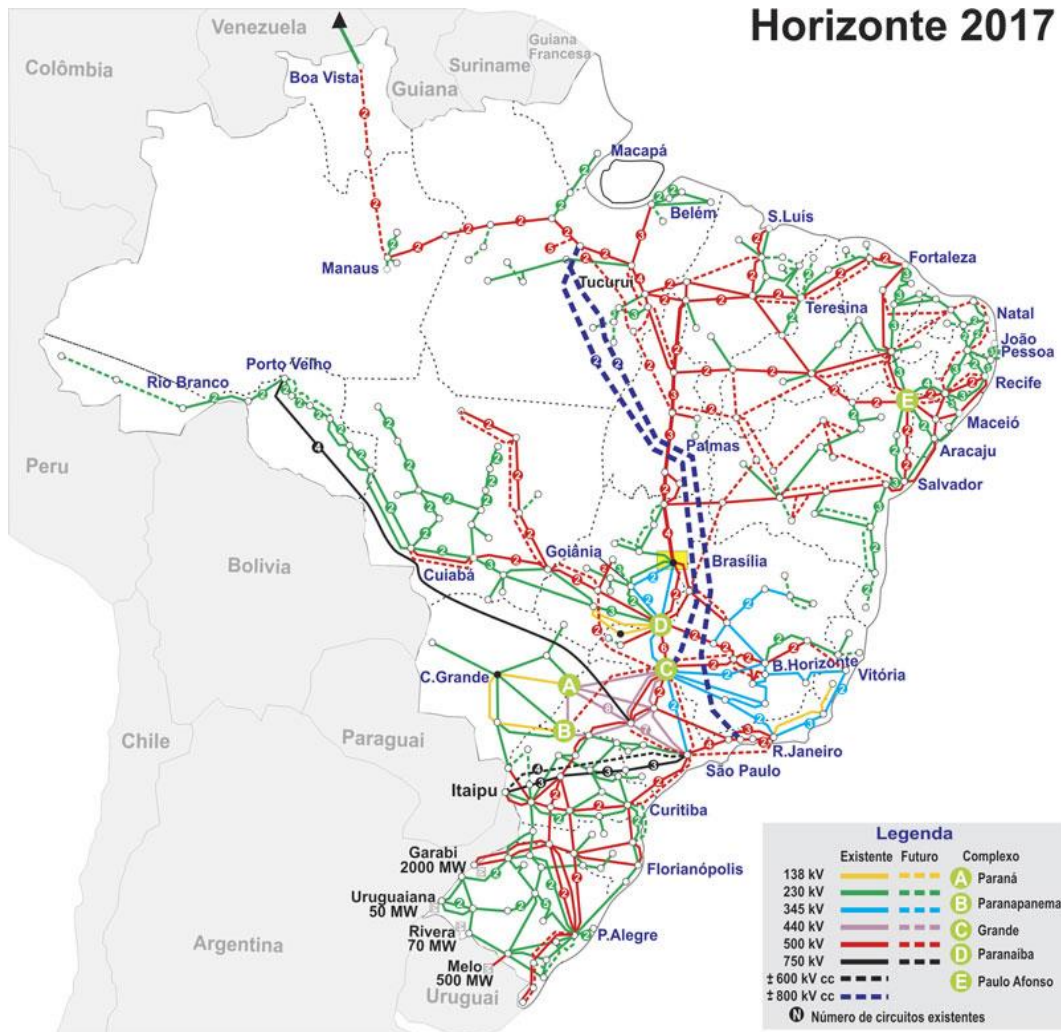 Horizonte 2017
Venezuela
Guiana
Francesa
Suriname
Colômbia
Boa Vista
Guiana
Macapá
Belém
S.Luís
Manaus
Tucuruí
Fortaleza
Teresina
Natal
João
Pessoa
Porto Velho
Rio Branco
Recife
E
Maceió
Palmas
Aracaju
Peru
Salvador
Bolivia
Goiânia
Brasília
Cuiabá
D
C
B.Horizonte
Vitória
C.Grande
A
B
Chile
Paraguai
R.Janeiro
São Paulo
Itaipu
Curitiba
Garabi
2000 MW
Florianópolis
Uruguaiana
50 MW
Rivera
70 MW
P.Alegre
Melo
500 MW
Argentina
Uruguai
Legenda
Existente Futuro Complexo
138 kV A Paraná
230 kV
345 kV B Paranapanema
440 kV C Grande
500 kV D Paranaíba
750 kV
±600 kV cc E Paulo Afonso
±800 kV cc
N Número de circuitos existentes